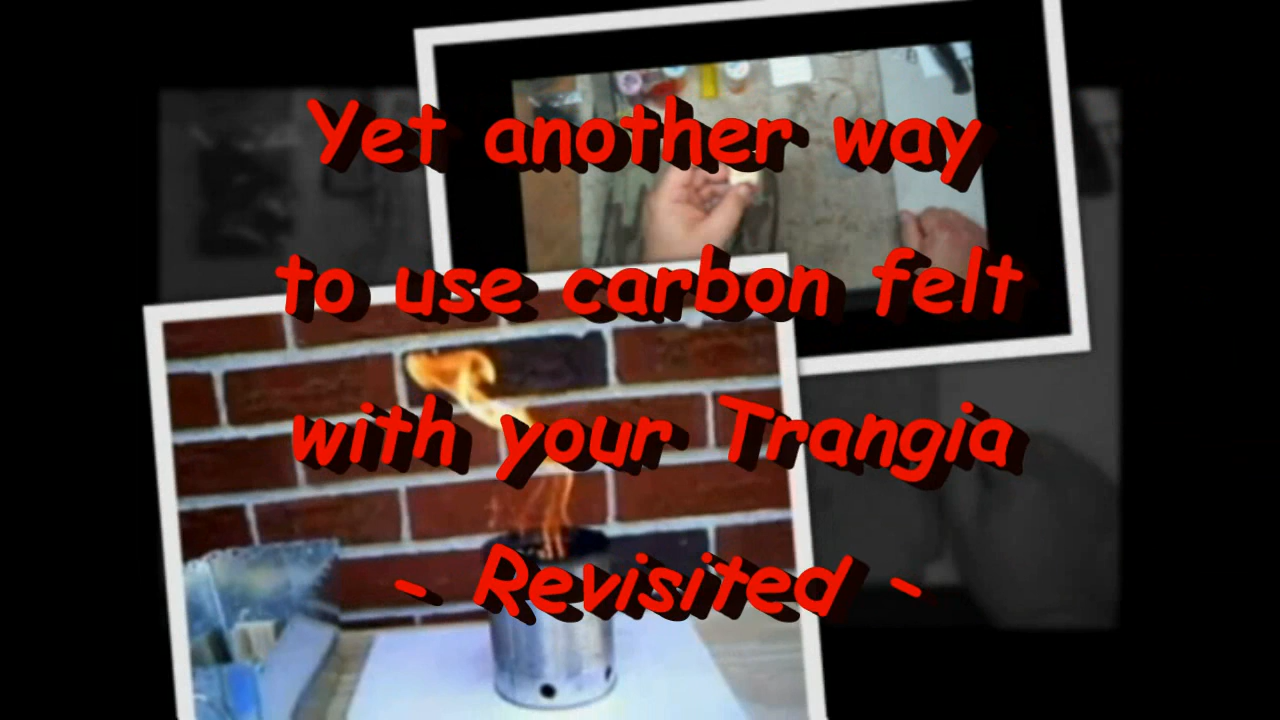 Yet another way
to use carbon felt
with your Trangia
- Revisited -